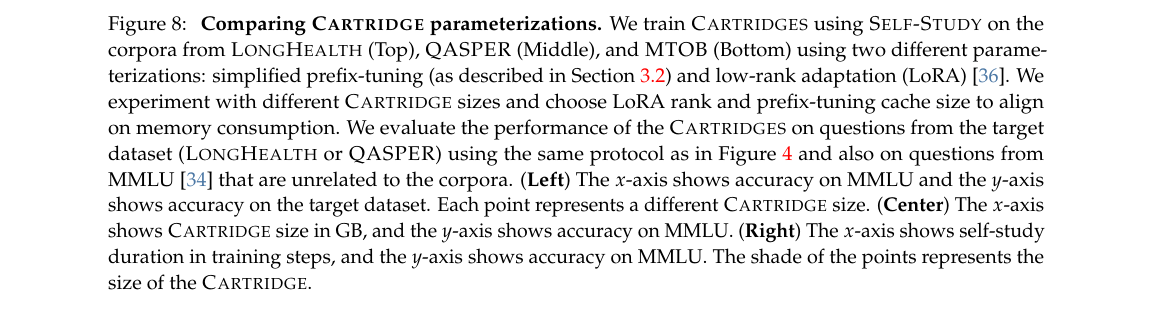 Figure 8: Comparing CARTRIDGE parameterizations. We train CARTRIDGES using SELF-STUDY on the
corpora from LONGHEALTH (Top), QASPER (Middle), and MTOB (Bottom) using two different parame-
terizations: simplified prefix-tuning (as described in Section 3.2) and low-rank adaptation (LoRA) [36]. We
experiment with different CARTRIDGE sizes and choose LoRA rank and prefix-tuning cache size to align
on memory consumption. We evaluate the performance of the CARTRIDGES on questions from the target
dataset (LONGHEALTH or QASPER) using the same protocol as in Figure 4 and also on questions from
MMLU [34] that are unrelated to the corpora. (Left) The x-axis shows accuracy on MMLU and the y-axis
shows accuracy on the target dataset. Each point represents a different CARTRIDGE size. (Center) The x-axis
shows CARTRIDGE size in GB, and the y-axis shows accuracy on MMLU. (Right) The x-axis shows self-study
duration in training steps, and the y-axis shows accuracy on MMLU. The shade of the points represents the
size of the CARTRIDGE.